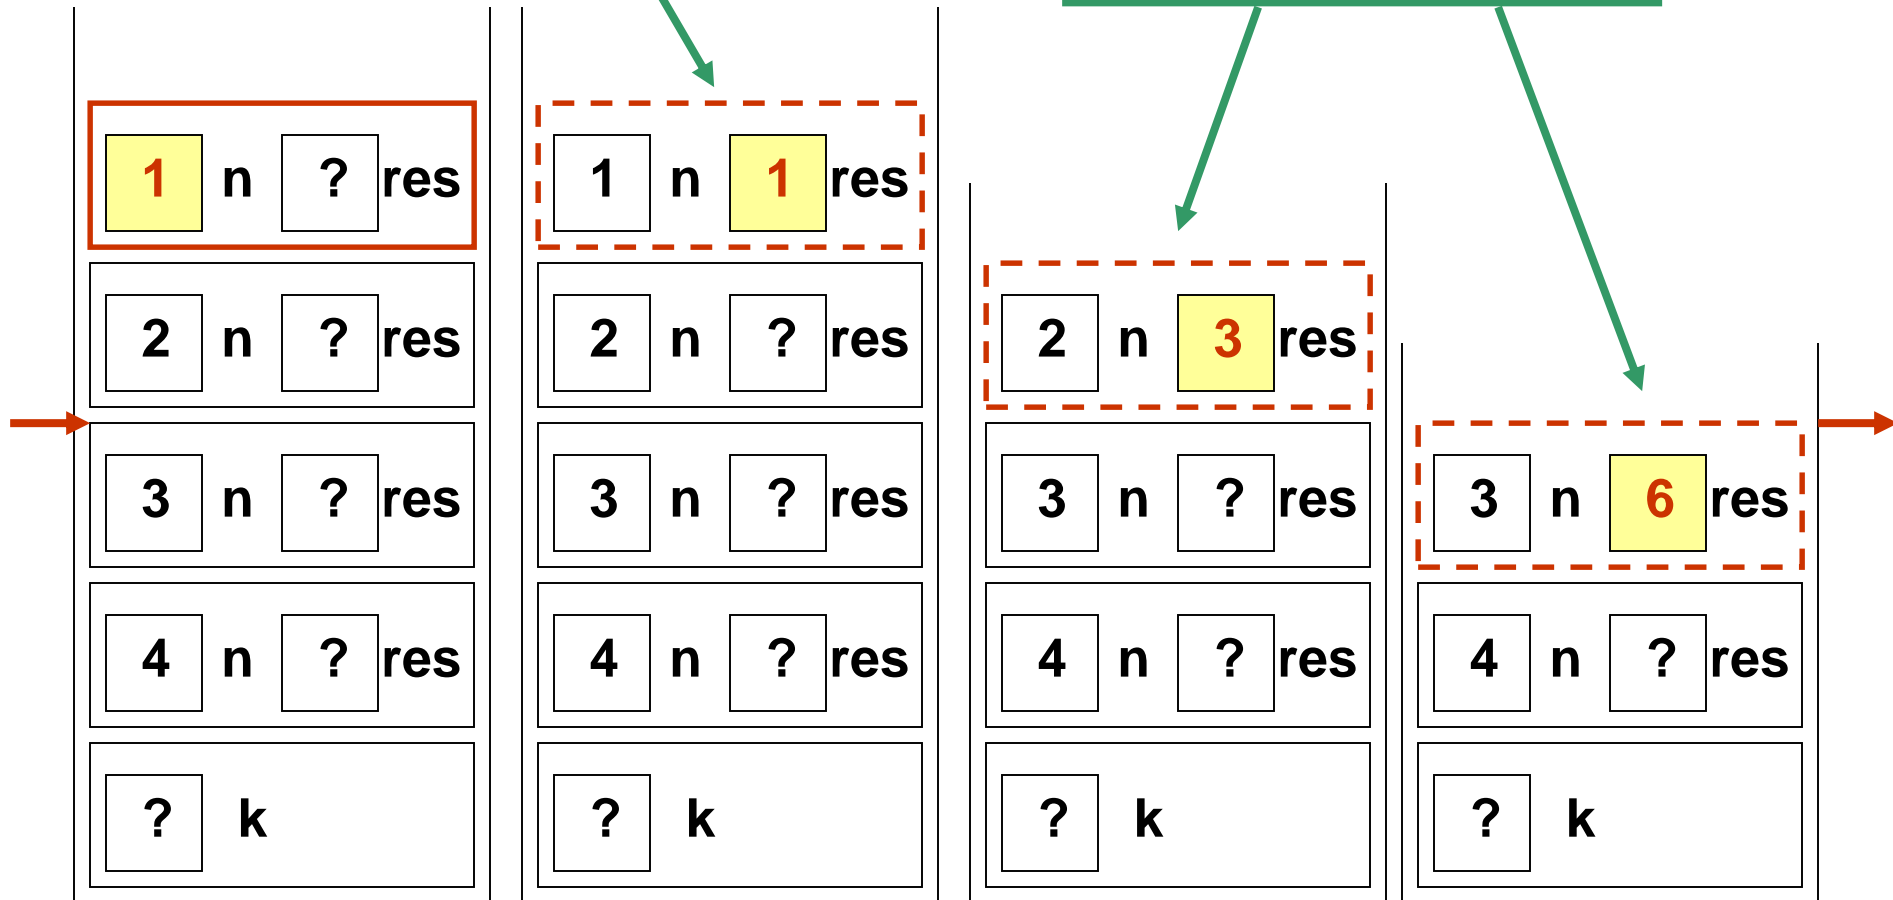 1 n ? res
2 n ? res
3 n ? res
4 n ? res
? k
1 n 1 res
2 n ? res
3 n ? res
4 n ? res
? k
2 n 3 res
3 n ? res
4 n ? res
? k
3 n 6 res
4 n ? res
? k